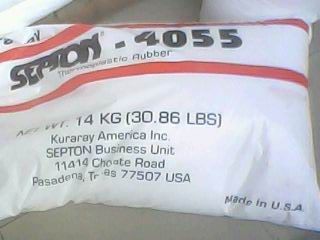 SEPTON® - 4055
Thermoplastic Rubber
NET WT. 14 KG (30.86 LBS)
Kuraray America Inc.
SEPTON Business Unit
11414 Choate Road
Pasadena, Texas 77507 USA
Made in U.S.A.